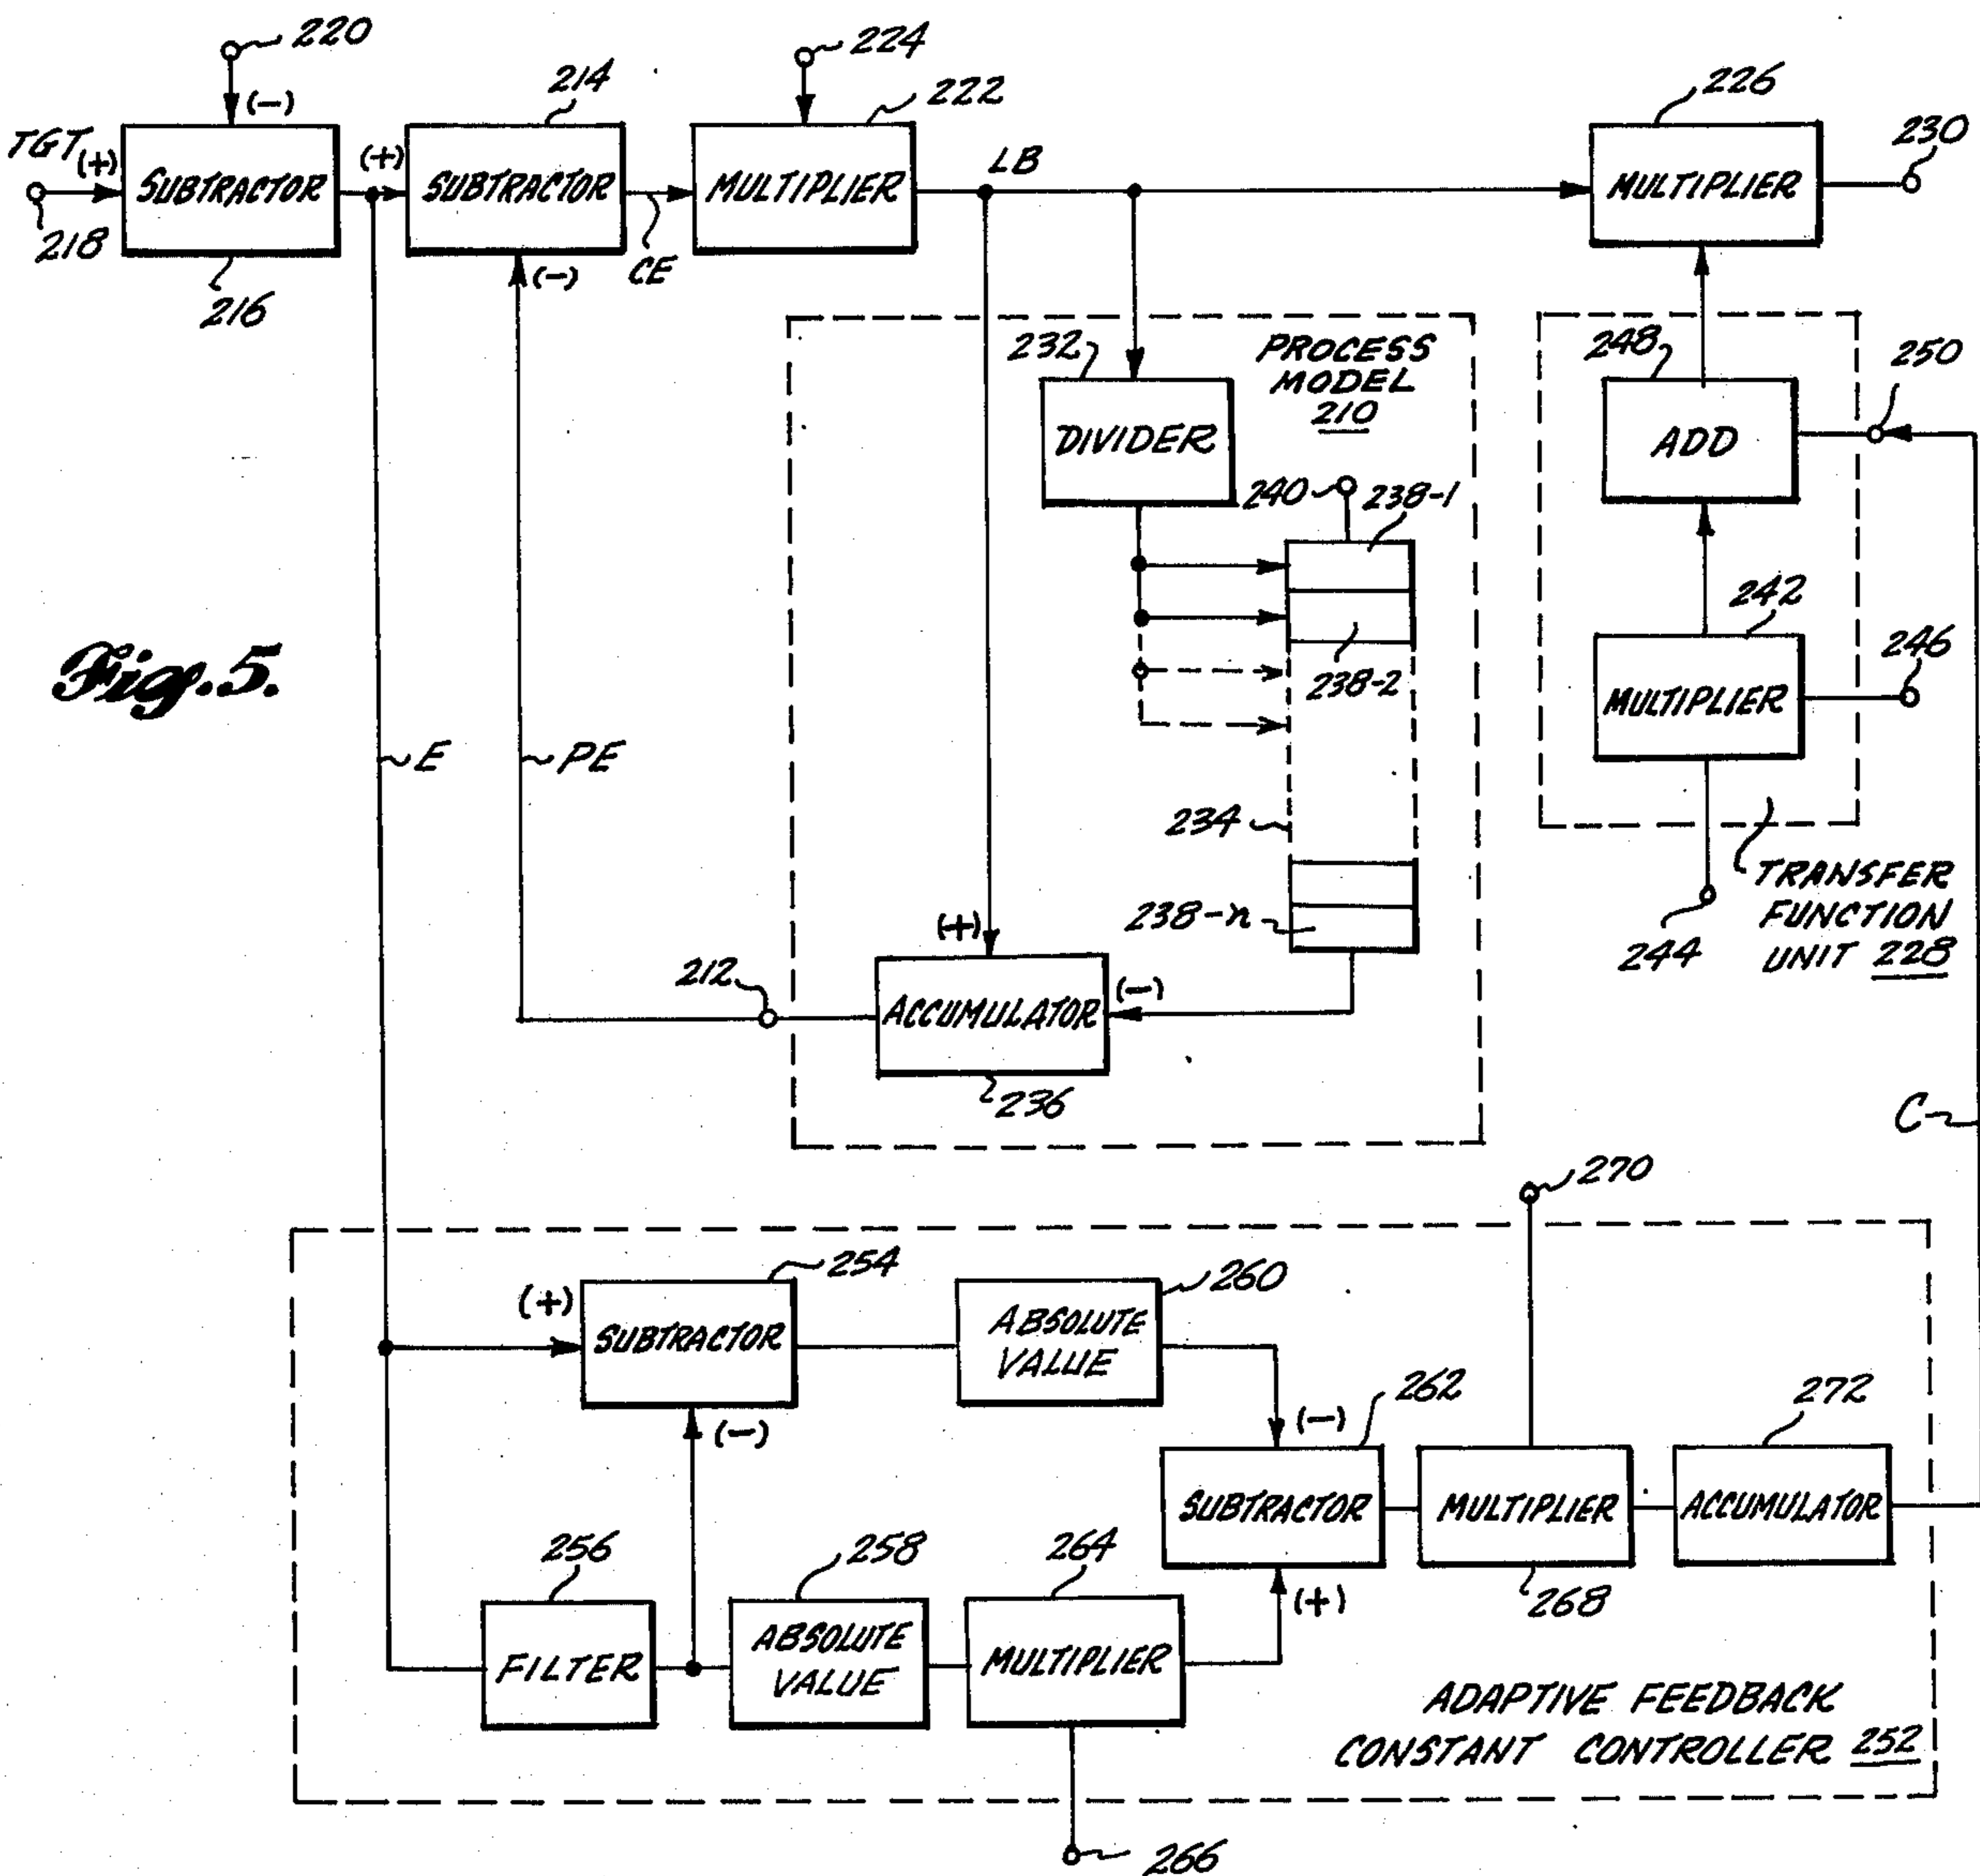 220
224
214
222
226
TGT
(+)
(-)
(+)
LB
230
SUBTRACTOR
SUBTRACTOR
MULTIPLIER
MULTIPLIER
218
216
(-)
CE
232
PROCESS
MODEL
210
248
250
DIVIDER
ADD
240
238-1
Fig. 5.
238-2
242
246
MULTIPLIER
E
PE
234
TRANSFER
FUNCTION
UNIT 228
244
238-n
(+)
212
(-)
ACCUMULATOR
236
C
270
254
260
(+)
SUBTRACTOR
ABSOLUTE
VALUE
262
272
(-)
(-)
SUBTRACTOR
MULTIPLIER
ACCUMULATOR
256
258
264
(+)
268
FILTER
ABSOLUTE
VALUE
MULTIPLIER
ADAPTIVE FEEDBACK
CONSTANT CONTROLLER 252
266